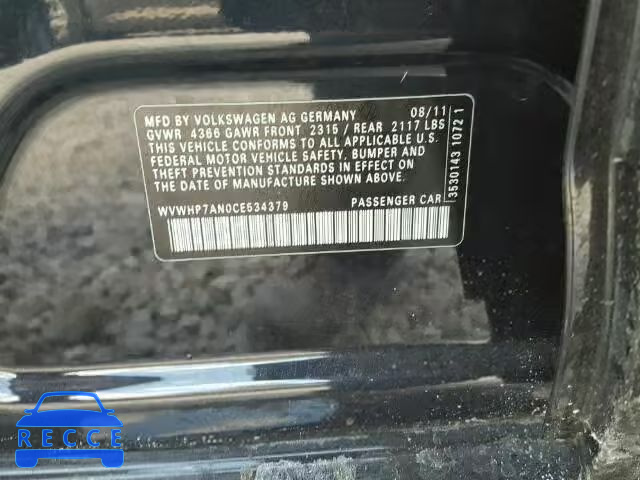 MFD BY VOLKSWAGEN AG GERMANY 08/11
GVWR 4366 GAWR FRONT 2315 / REAR 2117 LBS
THIS VEHICLE CONFORMS TO ALL APPLICABLE U.S.
FEDERAL MOTOR VEHICLE SAFETY, BUMPER AND
THEFT PREVENTION STANDARDS IN EFFECT ON THE
DATE OF MANUFACTURE SHOWN ABOVE.
WVWHP7AN0CE534379 PASSENGER CAR
3530143 1072 1
RECCE